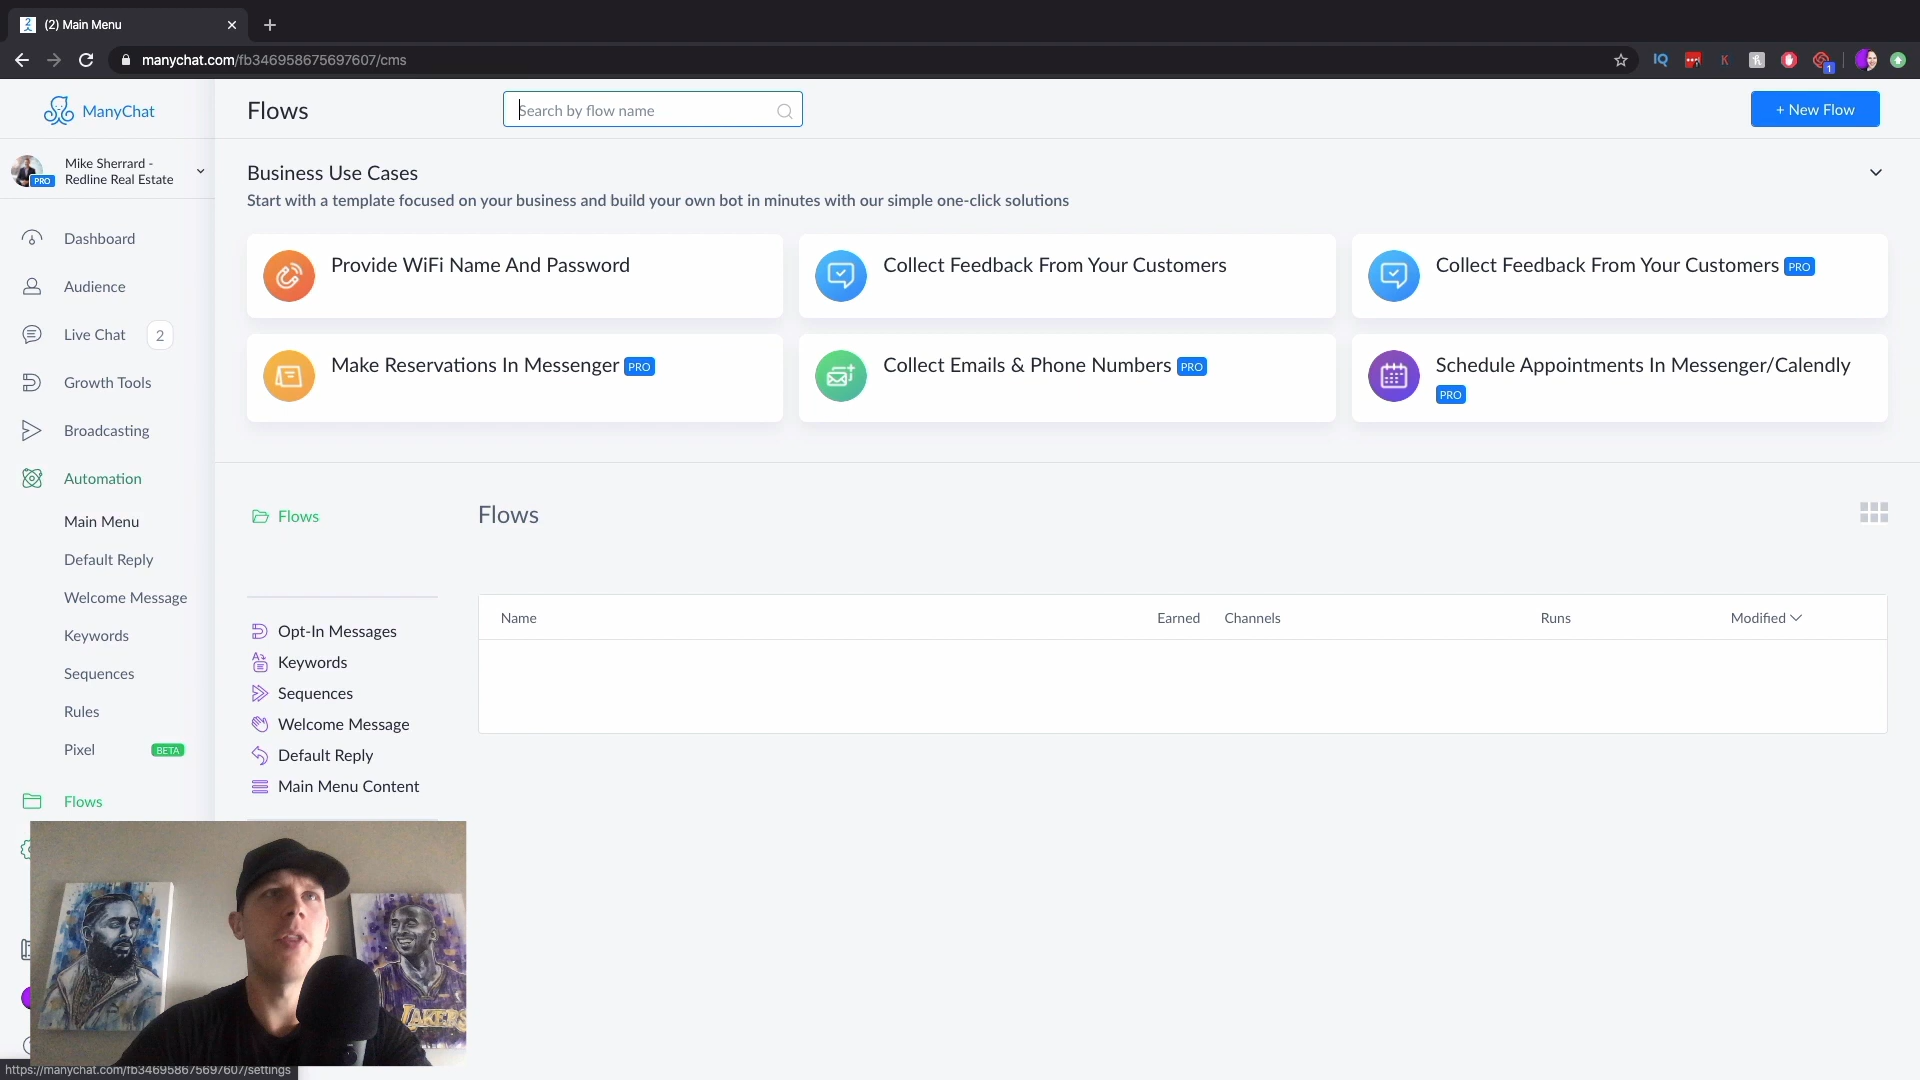 (2) Main Menu
manychat.com/fb346958675697607/cms
IQ
K
1
ManyChat
Flows
Search by flow name
+ New Flow
Mike Sherrard -
Redline Real Estate
PRO
Business Use Cases
Start with a template focused on your business and build your own bot in minutes with our simple one-click solutions
Provide WiFi Name And Password
Collect Feedback From Your Customers
Collect Feedback From Your Customers PRO
Make Reservations In Messenger PRO
Collect Emails & Phone Numbers PRO
Schedule Appointments In Messenger/Calendly
PRO
Dashboard
Audience
Live Chat 2
Growth Tools
Broadcasting
Automation
Main Menu
Default Reply
Welcome Message
Keywords
Sequences
Rules
Pixel BETA
Flows
Flows
Opt-In Messages
Keywords
Sequences
Welcome Message
Default Reply
Main Menu Content
Flows
Name Earned Channels Runs Modified
LAKERS
https://manychat.com/fb346958675697607/settings